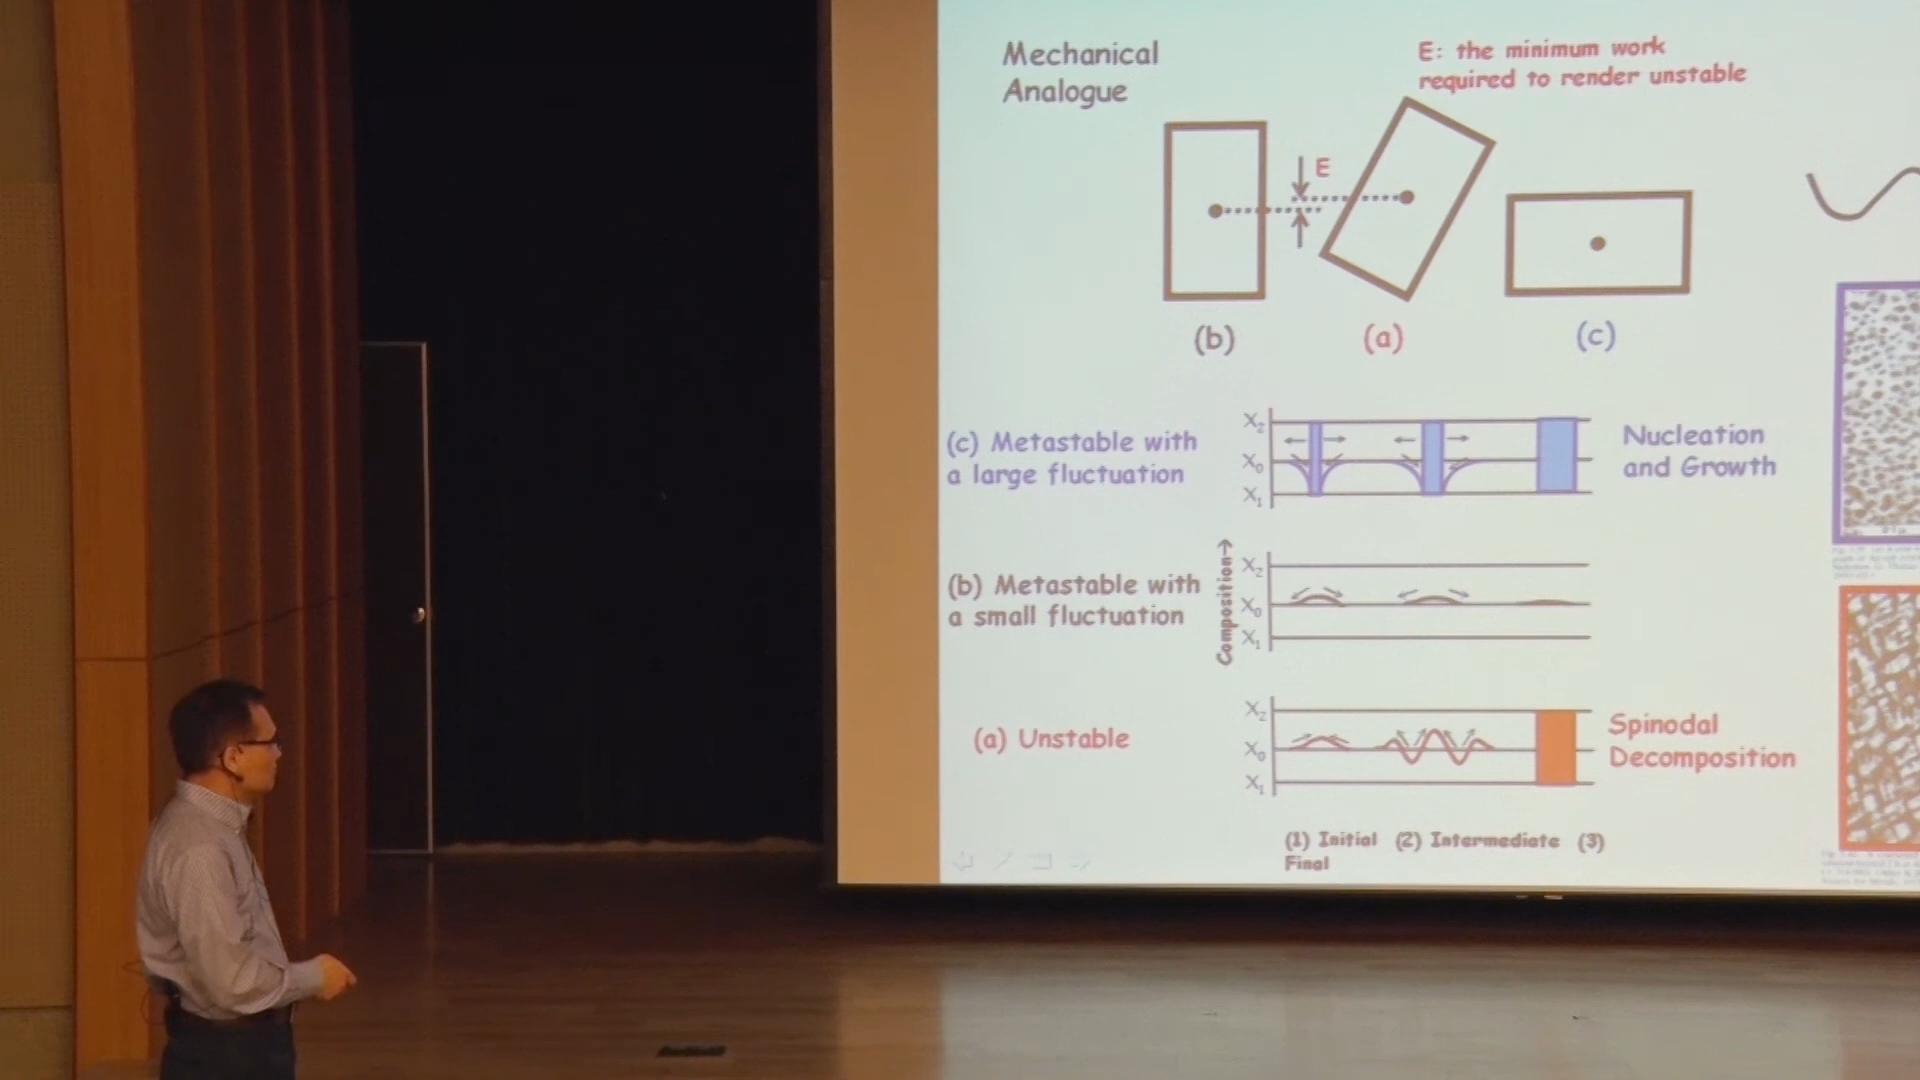 Mechanical
Analogue
E: the minimum work
required to render unstable
E
(b)
(a)
(c)
(c) Metastable with
a large fluctuation
X₂
X₀
X₁
Nucleation
and Growth
(b) Metastable with
a small fluctuation
Composition→
X₂
X₀
X₁
(a) Unstable
X₂
X₀
X₁
Spinodal
Decomposition
(1) Initial (2) Intermediate (3)
Final